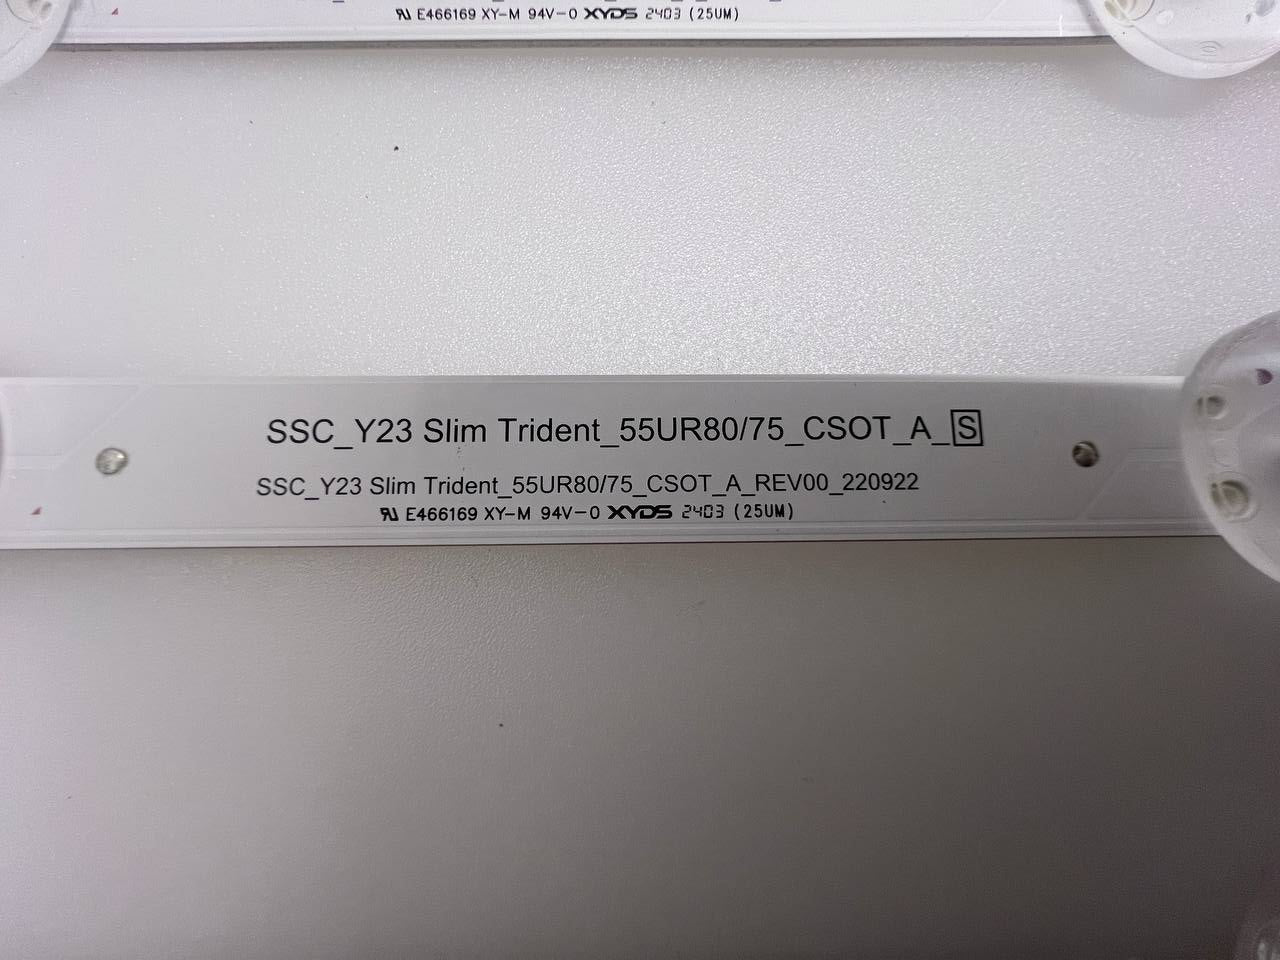 E466169 XY-M 94V-0 XYDS 2403 (25UM)
SSC_Y23 Slim Trident_55UR80/75_CSOT_A_S
SSC_Y23 Slim Trident_55UR80/75_CSOT_A_REV00_220922
E466169 XY-M 94V-0 XYDS 2403 (25UM)